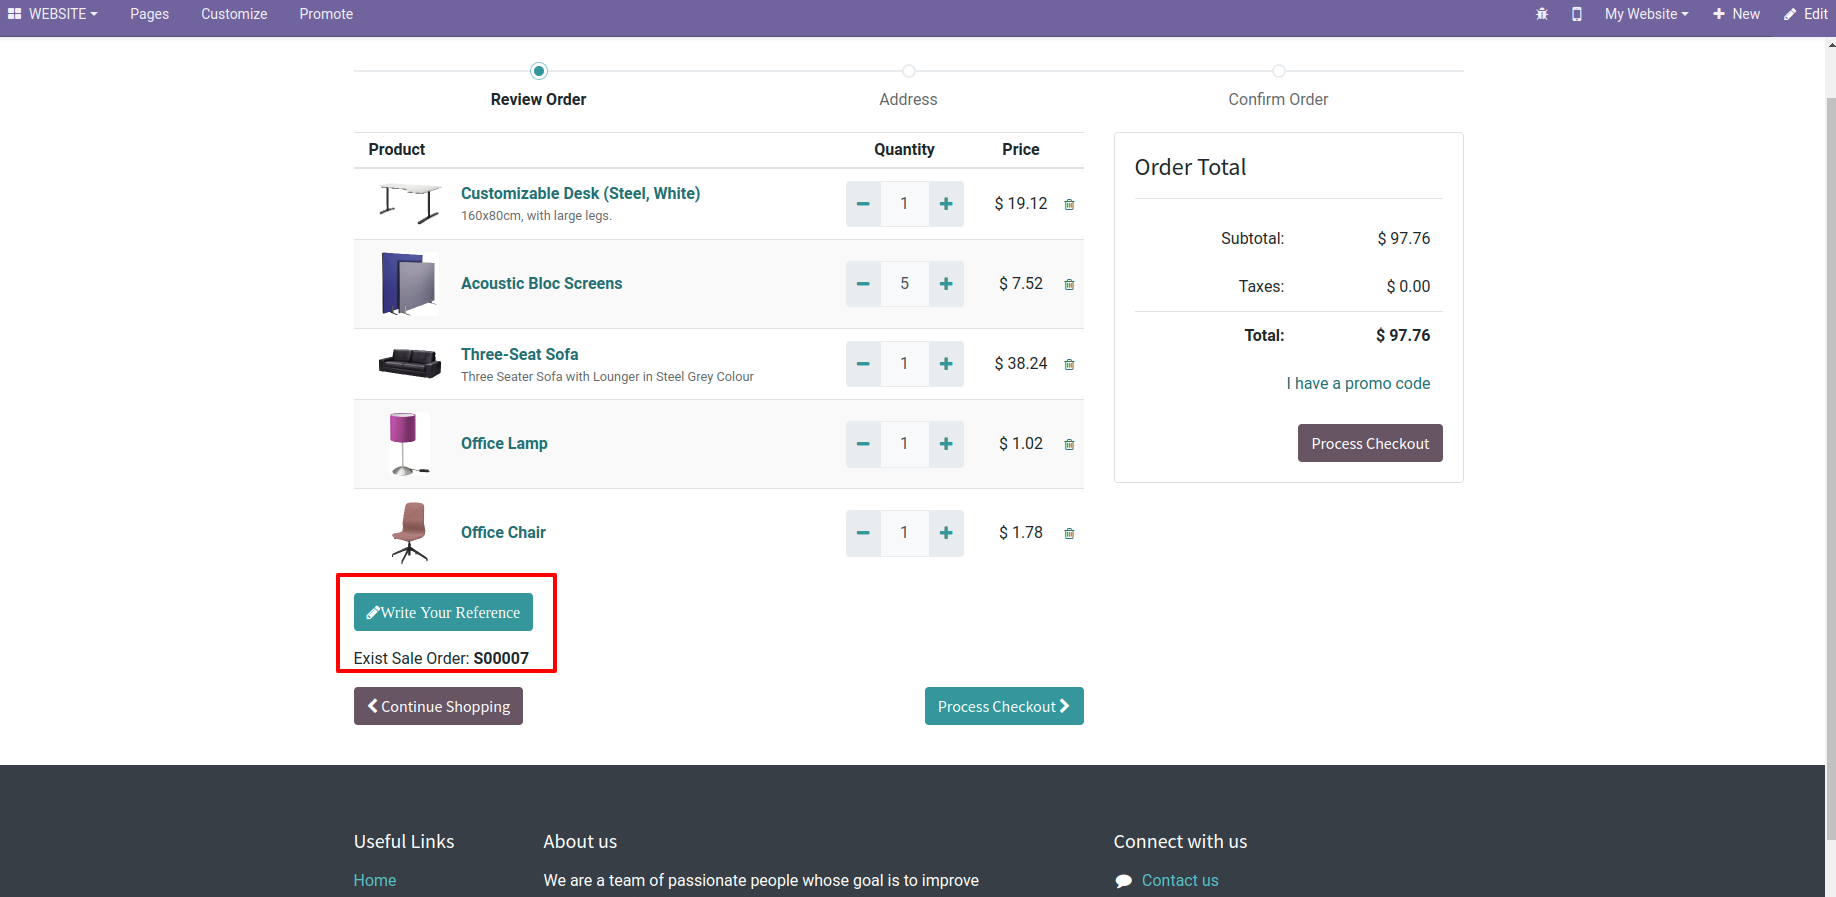 WEBSITE Pages Customize Promote My Website New Edit
Review Order Address Confirm Order
Product Quantity Price
Customizable Desk (Steel, White)
160x80cm, with large legs.
1 $ 19.12
Acoustic Bloc Screens 5 $ 7.52
Three-Seat Sofa
Three Seater Sofa with Lounger in Steel Grey Colour
1 $ 38.24
Office Lamp 1 $ 1.02
Office Chair 1 $ 1.78
Write Your Reference
Exist Sale Order: S00007
Continue Shopping Process Checkout
Order Total
Subtotal: $ 97.76
Taxes: $ 0.00
Total: $ 97.76
I have a promo code
Process Checkout
Useful Links
Home
About us
We are a team of passionate people whose goal is to improve
Connect with us
Contact us